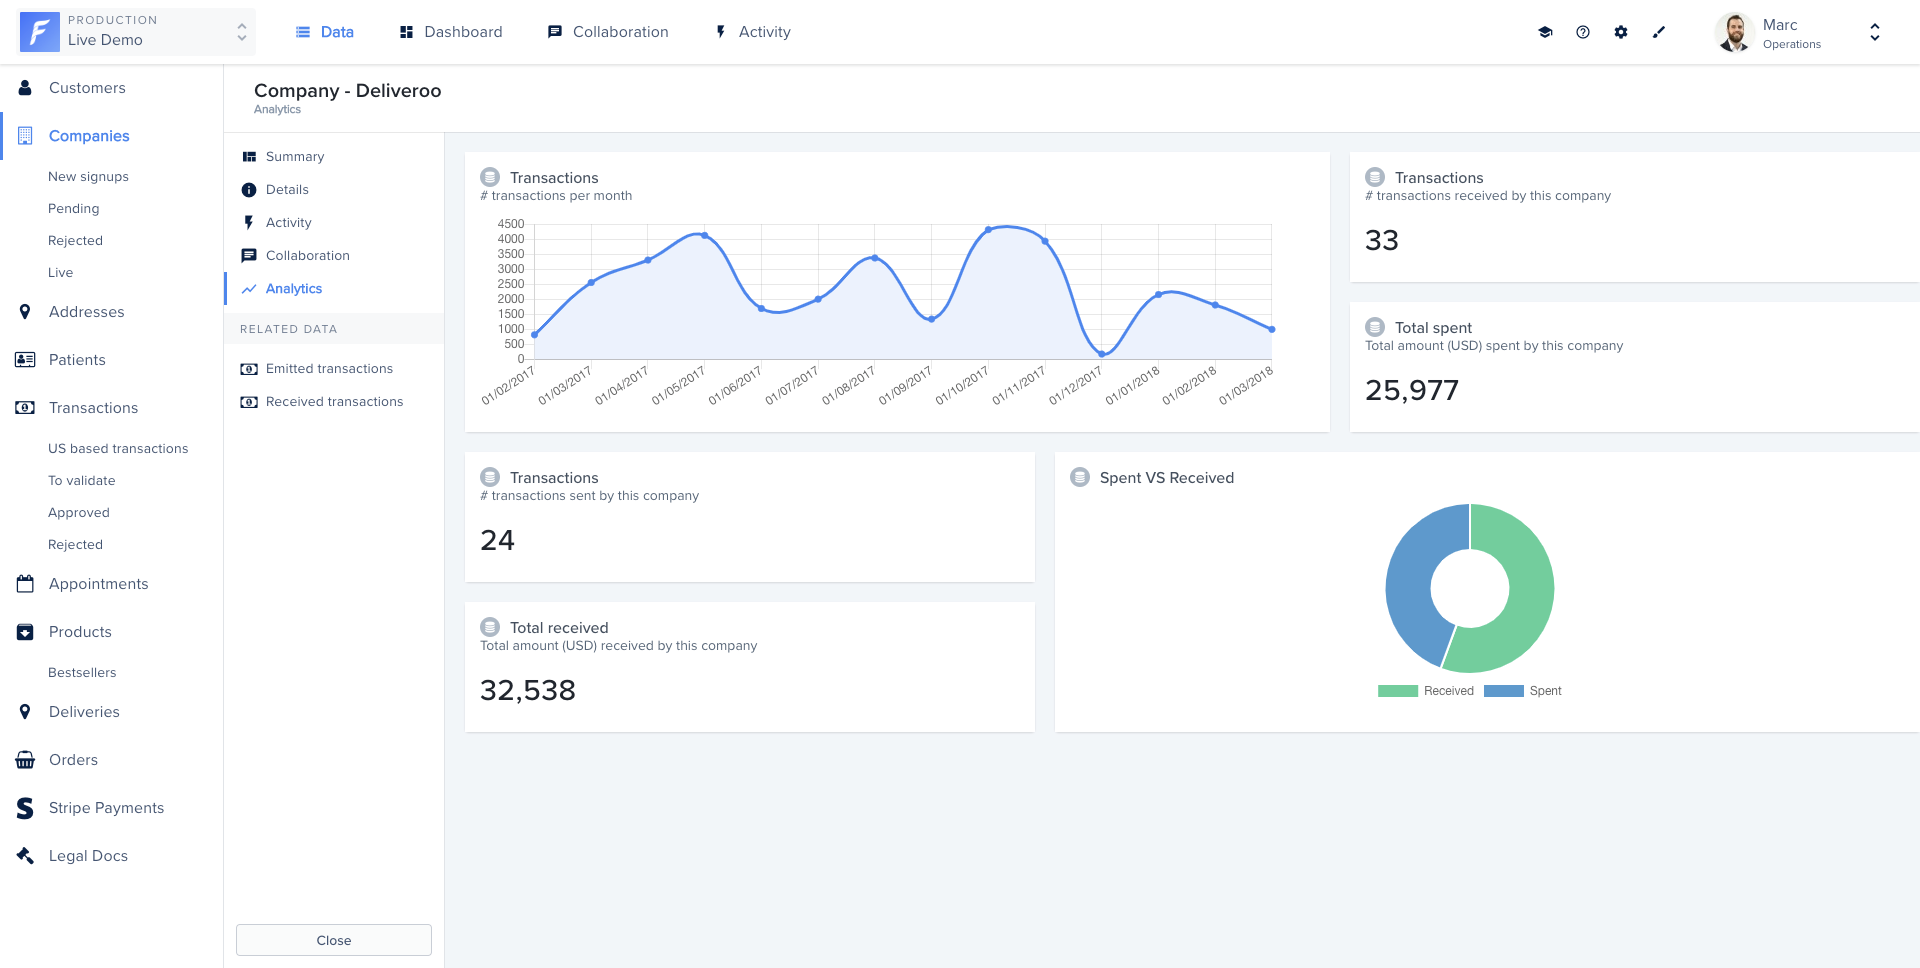 PRODUCTION
Live Demo
Data
Dashboard
Collaboration
Activity
Marc
Operations
Customers
Companies
New signups
Pending
Rejected
Live
Addresses
Patients
Transactions
US based transactions
To validate
Approved
Rejected
Appointments
Products
Bestsellers
Deliveries
Orders
Stripe Payments
Legal Docs
Company - Deliveroo
Analytics
Summary
Details
Activity
Collaboration
Analytics
RELATED DATA
Emitted transactions
Received transactions
Close
Transactions
# transactions per month
4500
4000
3500
3000
2500
2000
1500
1000
500
0
01/02/2017
01/03/2017
01/04/2017
01/05/2017
01/06/2017
01/07/2017
01/08/2017
01/09/2017
01/10/2017
01/11/2017
01/12/2017
01/01/2018
01/02/2018
01/03/2018
Transactions
# transactions received by this company
33
Total spent
Total amount (USD) spent by this company
25,977
Transactions
# transactions sent by this company
24
Total received
Total amount (USD) received by this company
32,538
Spent VS Received
Received
Spent